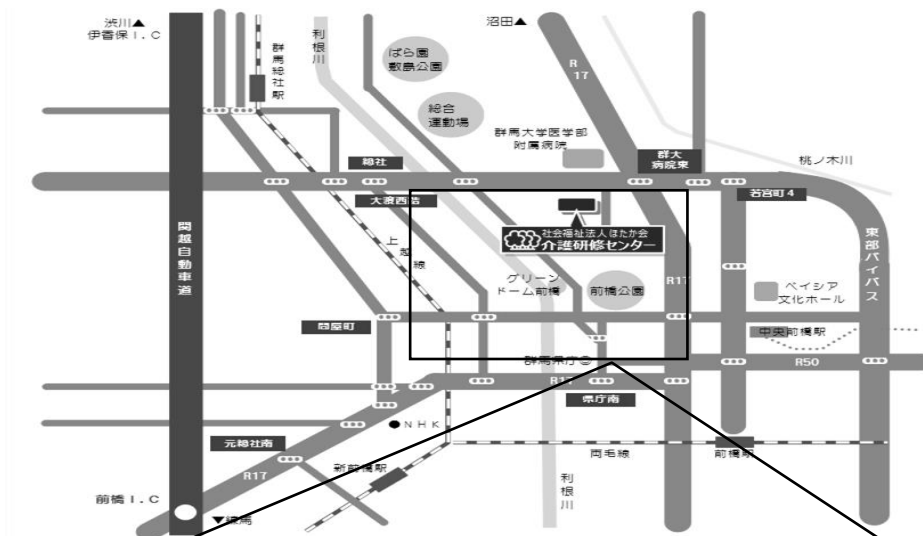 渋川▲
伊香保I.C
沼田▲
群馬総社駅
利根川
ばら園
敷島公園
総合
運動場
R17
群馬大学医学部
附属病院
群大
病院東
桃ノ木川
総社
大渡西詰
若宮町4
社会福祉法人ほたか会
介護研修センター
関越自動車道
上越線
東部バイパス
グリーン
ドーム前橋
前橋公園
R17
ベイシア
文化ホール
問屋町
中央前橋駅
群馬県庁◎
R50
R17
県庁南
●NHK
元総社南
R17
新前橋駅
両毛線
前橋駅
利根川
前橋I.C
▼練馬